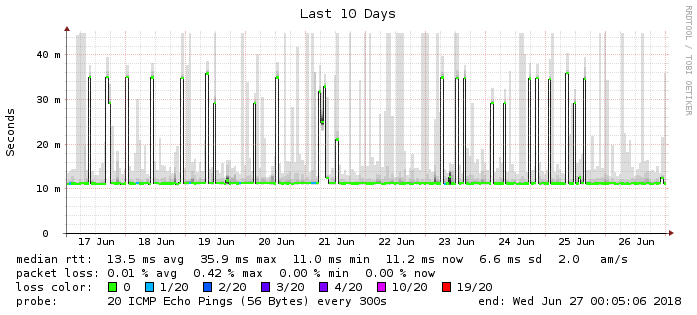 Last 10 Days
RRDTOOL / TOBI OETIKER
Seconds
40 m
30 m
20 m
10 m
0
17 Jun 18 Jun 19 Jun 20 Jun 21 Jun 22 Jun 23 Jun 24 Jun 25 Jun 26 Jun
median rtt: 13.5 ms avg 35.9 ms max 11.0 ms min 11.2 ms now 6.6 ms sd 2.0 am/s
packet loss: 0.01 % avg 0.42 % max 0.00 % min 0.00 % now
loss color: 0 1/20 2/20 3/20 4/20 10/20 19/20
probe: 20 ICMP Echo Pings (56 Bytes) every 300s end: Wed Jun 27 00:05:06 2018